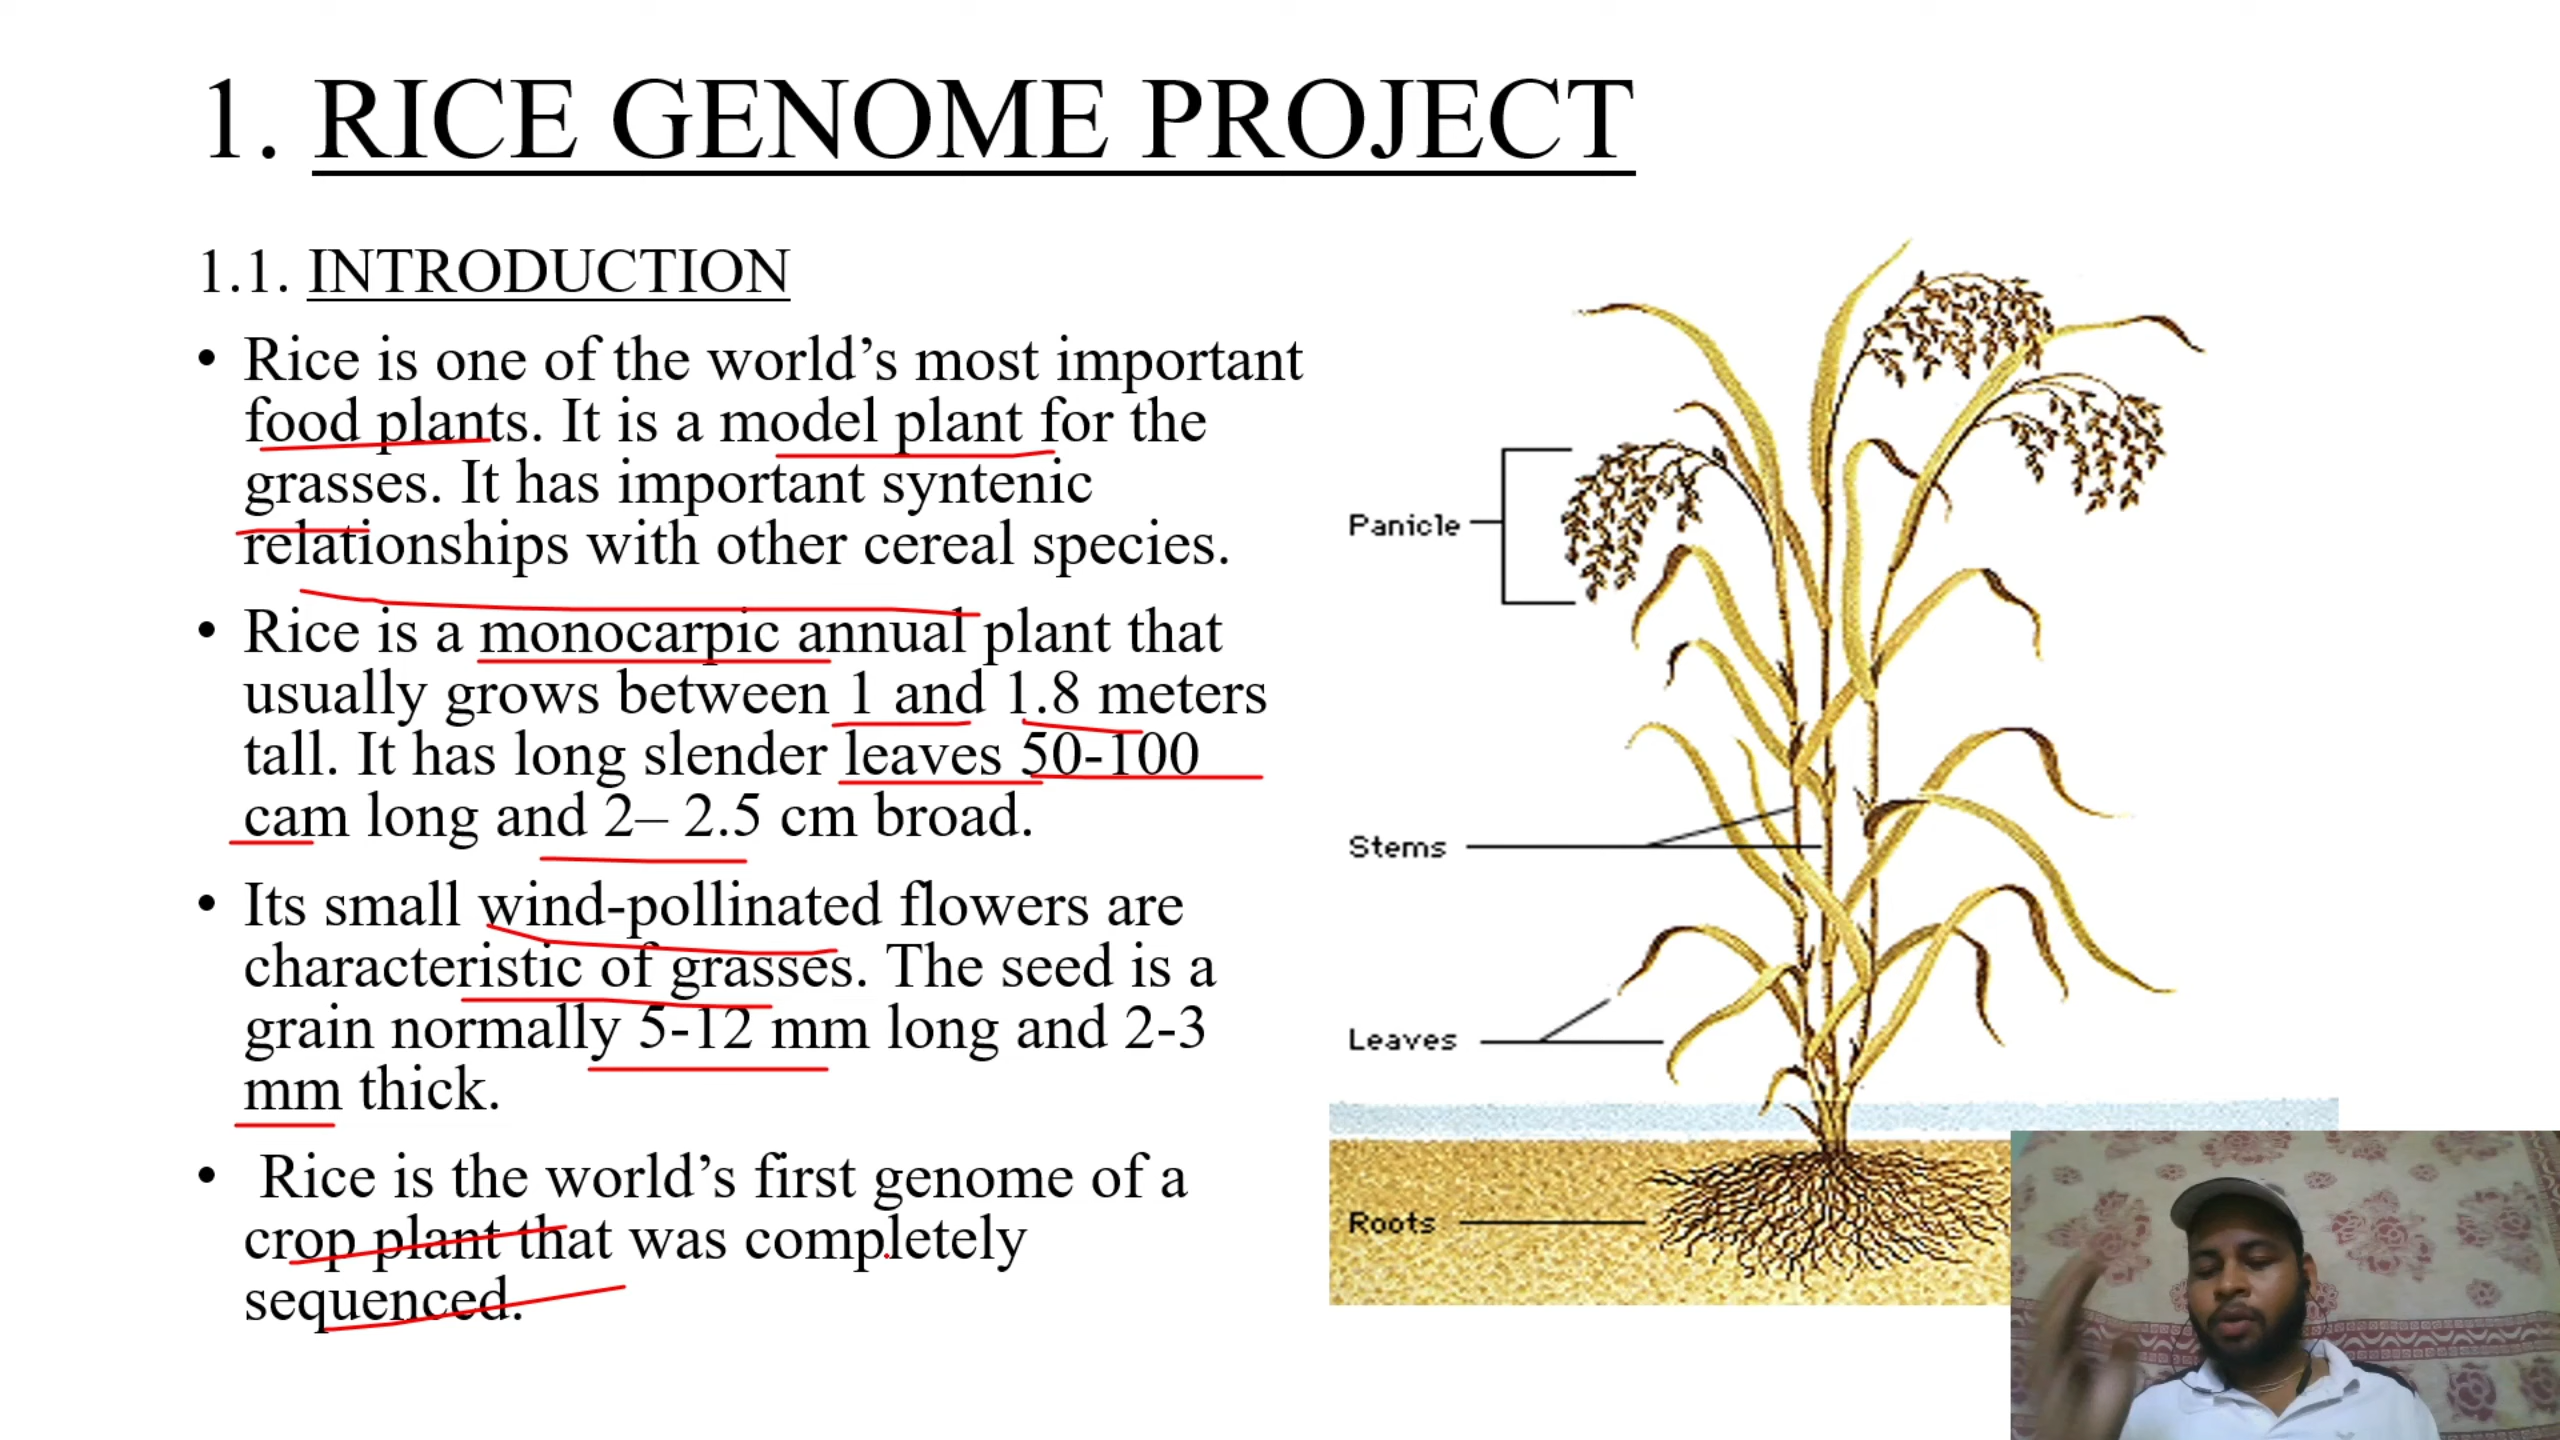 1. RICE GENOME PROJECT
1.1. INTRODUCTION
• Rice is one of the world’s most important
food plants. It is a model plant for the
grasses. It has important syntenic
relationships with other cereal species.
• Rice is a monocarpic annual plant that
usually grows between 1 and 1.8 meters
tall. It has long slender leaves 50-100
cam long and 2– 2.5 cm broad.
• Its small wind-pollinated flowers are
characteristic of grasses. The seed is a
grain normally 5-12 mm long and 2-3
mm thick.
• Rice is the world’s first genome of a
crop plant that was completely
sequenced.
Panicle
Stems
Leaves
Roots